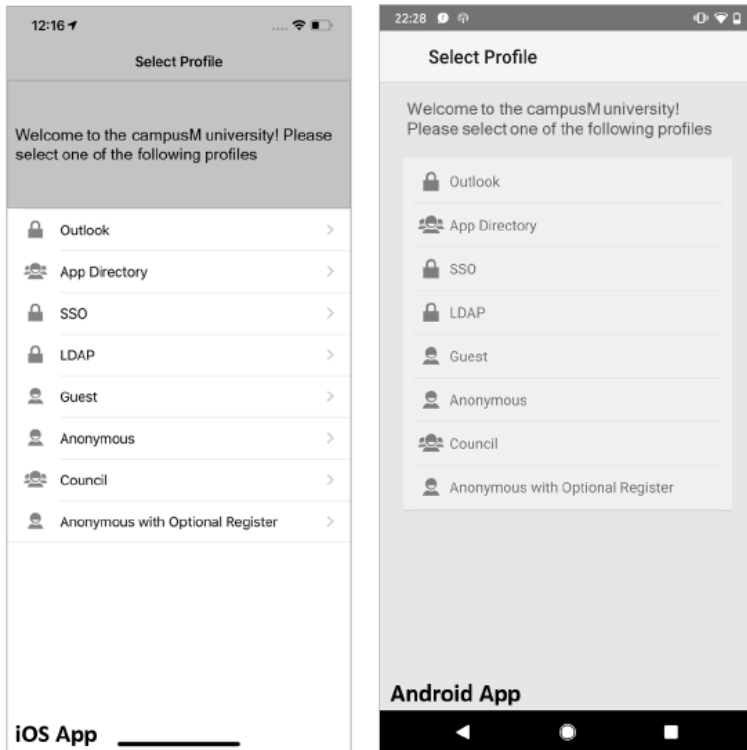 12:16
Select Profile
Welcome to the campusM university! Please
select one of the following profiles
Outlook
App Directory
SSO
LDAP
Guest
Anonymous
Council
Anonymous with Optional Register
iOS App
22:28
Select Profile
Welcome to the campusM university!
Please select one of the following profiles
Outlook
App Directory
SSO
LDAP
Guest
Anonymous
Council
Anonymous with Optional Register
Android App